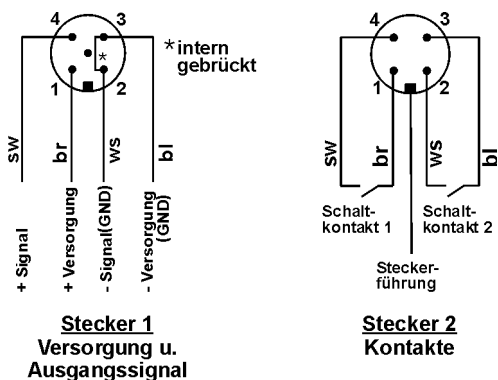 4
3
1
2
*
* intern
gebrückt
sw
br
ws
bl
+ Signal
+ Versorgung
- Signal(GND)
- Versorgung
(GND)
Stecker 1
Versorgung u.
Ausgangssignal
4
3
1
2
sw
br
ws
bl
Schalt-
kontakt 1
Schalt-
kontakt 2
Stecker-
führung
Stecker 2
Kontakte